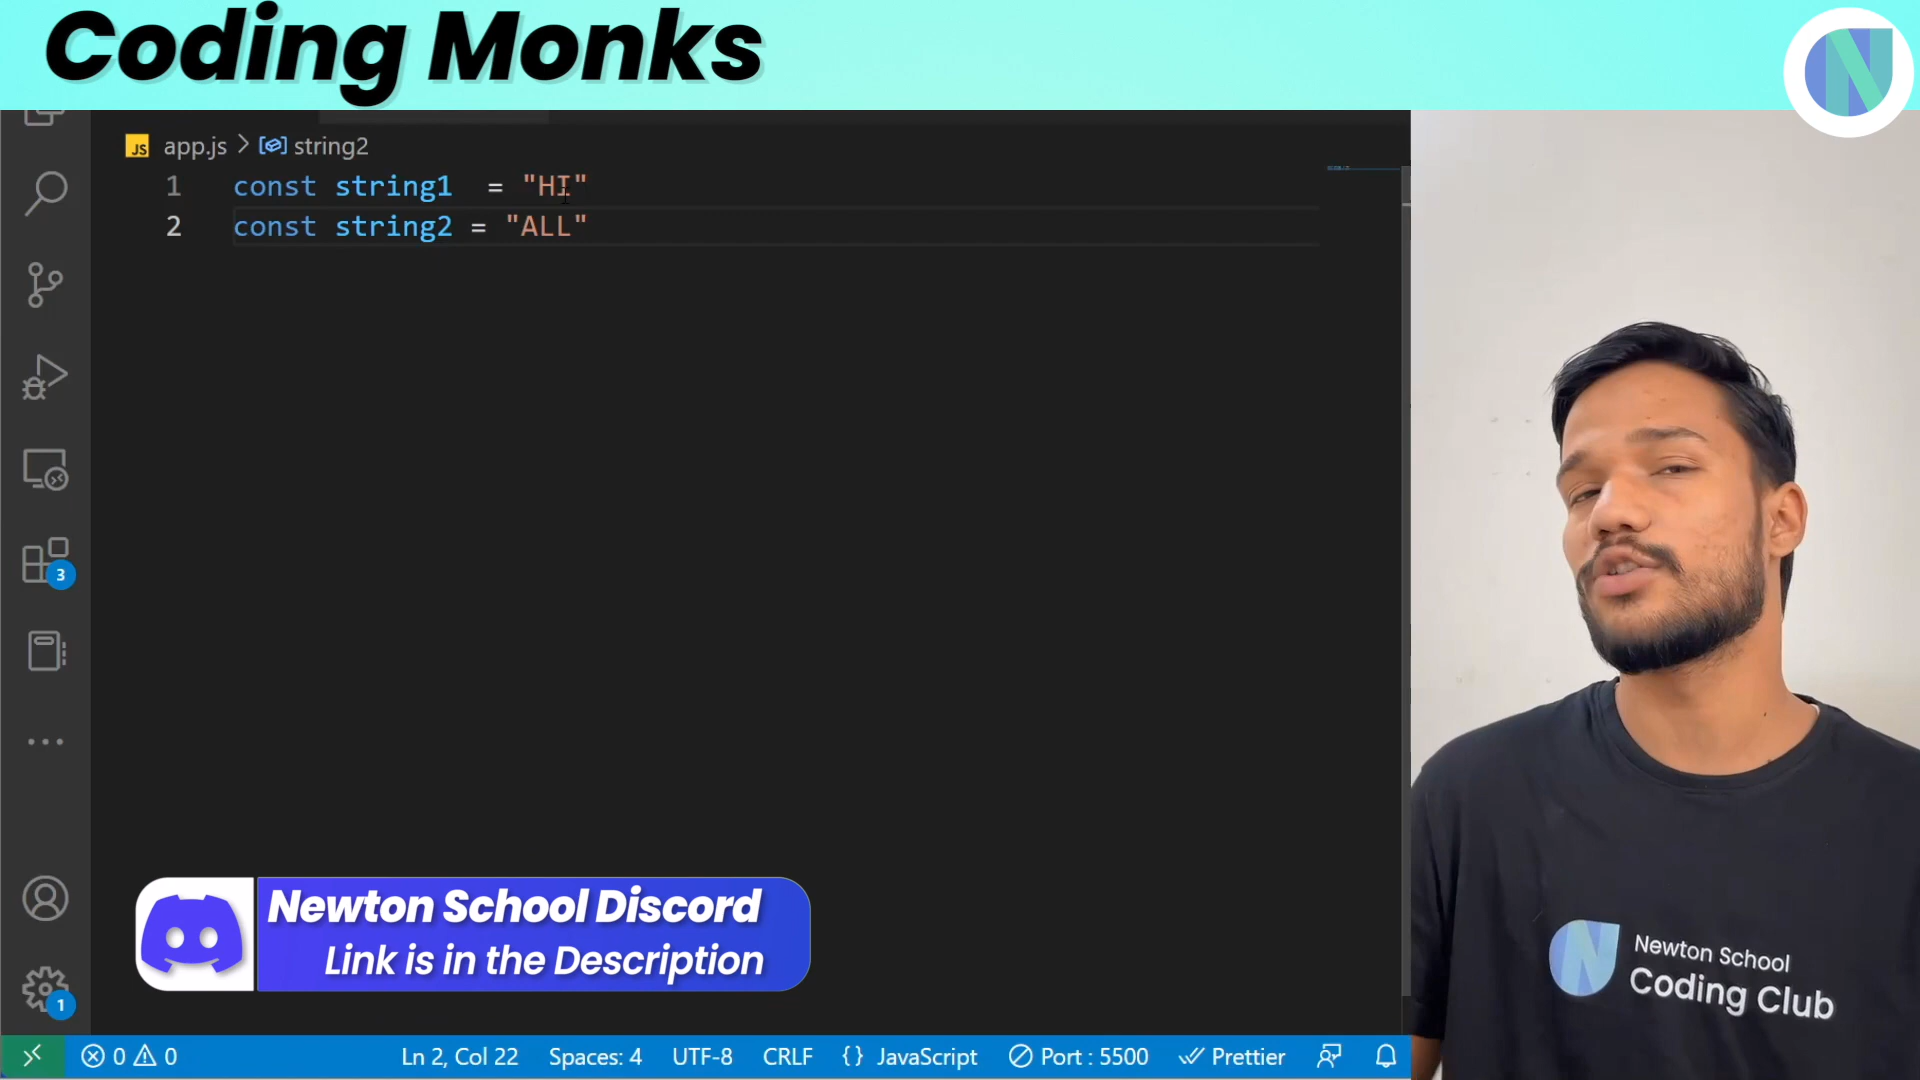 Coding Monks
JS app.js > string2
1 const string1  = "HI"
2 const string2 = "ALL"
3
Newton School Discord
Link is in the Description
1
0 0 Ln 2, Col 22 Spaces: 4 UTF-8 CRLF {} JavaScript Port : 5500 Prettier
N
Newton School
Coding Club